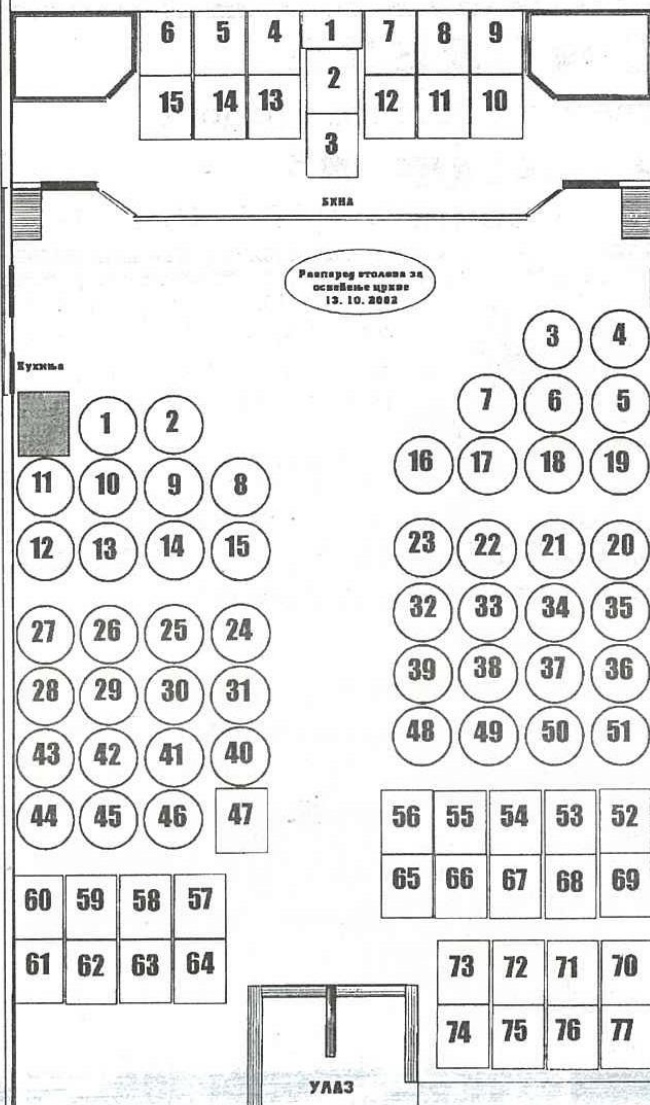 6 5 4 1 7 8 9
2
15 14 13 12 11 10
3
БИНА
Распоред столова за
освећење цркве
13. 10. 2002
3 4
Кухиња
7 6 5
1 2
16 17 18 19
11 10 9 8
23 22 21 20
12 13 14 15
32 33 34 35
27 26 25 24
39 38 37 36
28 29 30 31
48 49 50 51
43 42 41 40
44 45 46 47
56 55 54 53 52
65 66 67 68 69
60 59 58 57
61 62 63 64
73 72 71 70
74 75 76 77
УЛАЗ